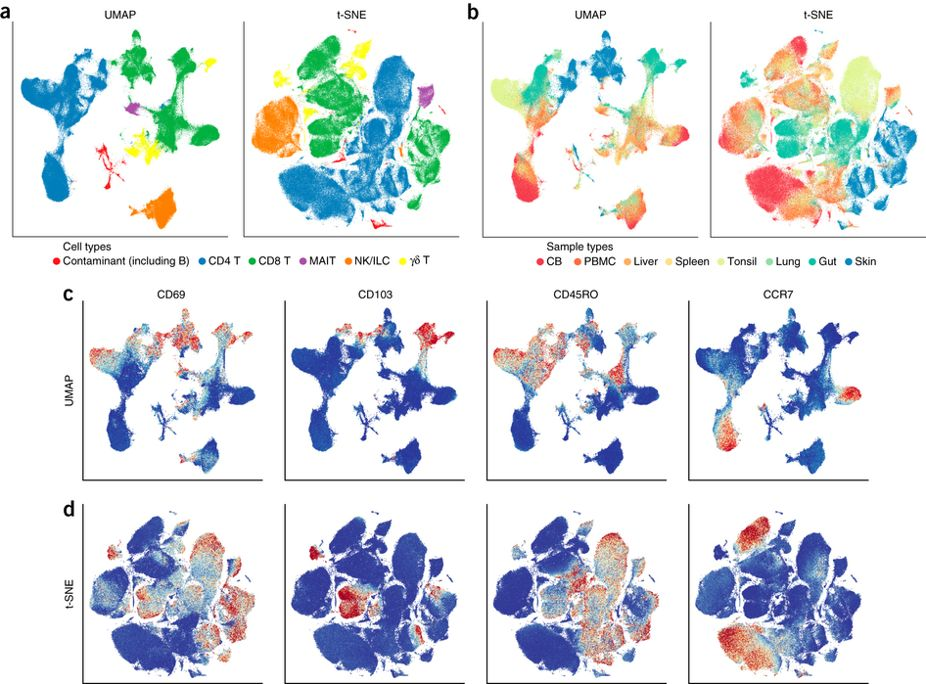 a
UMAP
t-SNE
b
UMAP
t-SNE
Cell types
Contaminant (including B) CD4 T CD8 T MAIT NK/ILC γδ T
Sample types
CB PBMC Liver Spleen Tonsil Lung Gut Skin
c
CD69
CD103
CD45RO
CCR7
UMAP
d
t-SNE